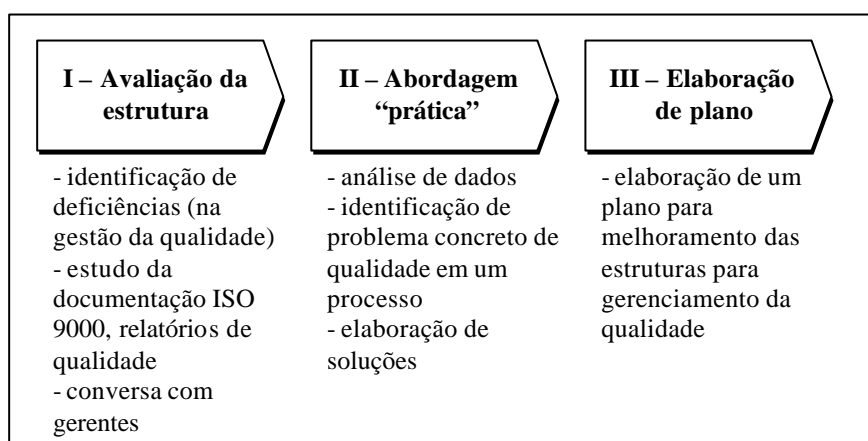 I – Avaliação da
estrutura
- identificação de
deficiências (na
gestão da qualidade)
- estudo da
documentação ISO
9000, relatórios de
qualidade
- conversa com
gerentes
II – Abordagem
“prática”
- análise de dados
- identificação de
problema concreto de
qualidade em um
processo
- elaboração de
soluções
III – Elaboração
de plano
- elaboração de um
plano para
melhoramento das
estruturas para
gerenciamento da
qualidade